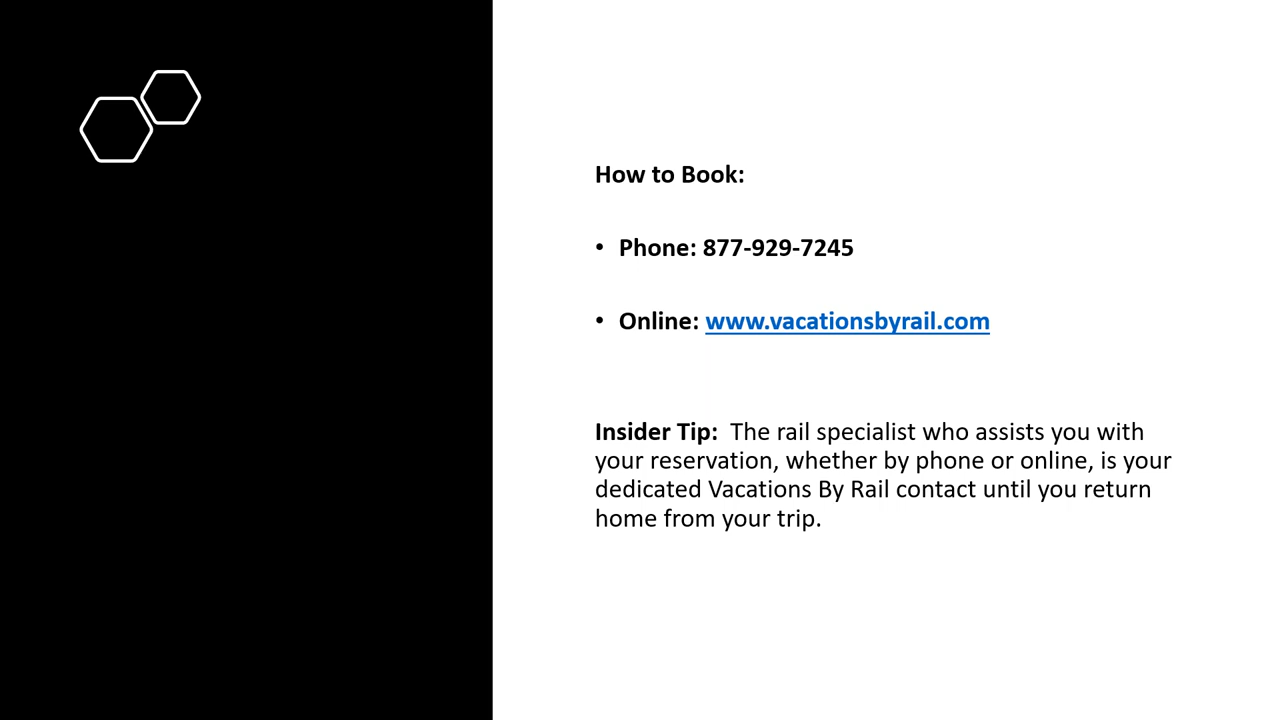 How to Book:
• Phone: 877-929-7245
• Online: www.vacationsbyrail.com
Insider Tip:  The rail specialist who assists you with
your reservation, whether by phone or online, is your
dedicated Vacations By Rail contact until you return
home from your trip.